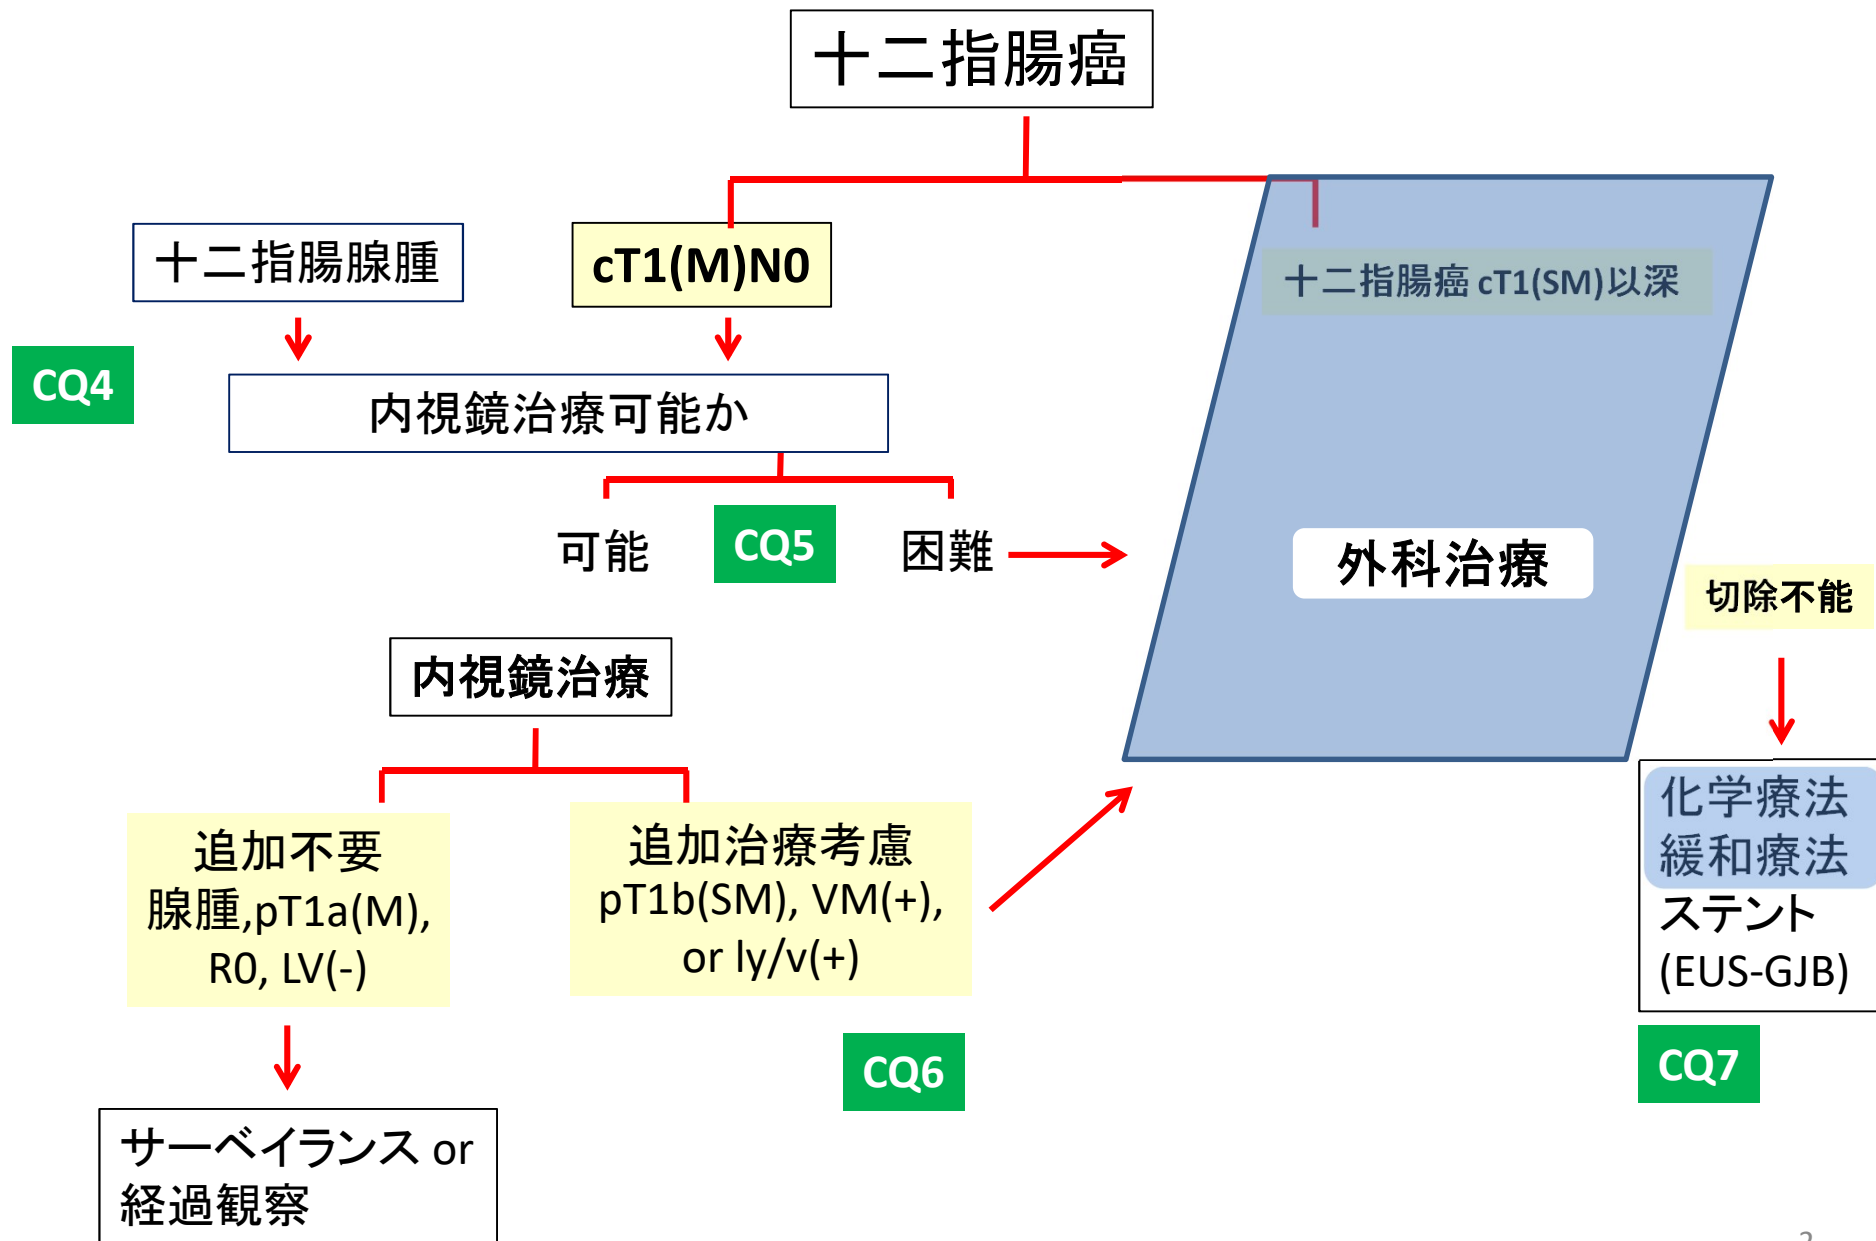 十二指腸癌
十二指腸腺腫
cT1(M)N0
十二指腸癌 cT1(SM)以深
CQ4
内視鏡治療可能か
可能
CQ5
困難
外科治療
切除不能
内視鏡治療
追加不要
腺腫,pT1a(M),
R0, LV(-)
追加治療考慮
pT1b(SM), VM(+),
or ly/v(+)
化学療法
緩和療法
ステント
(EUS-GJB)
CQ6
CQ7
サーベイランス or
経過観察
2